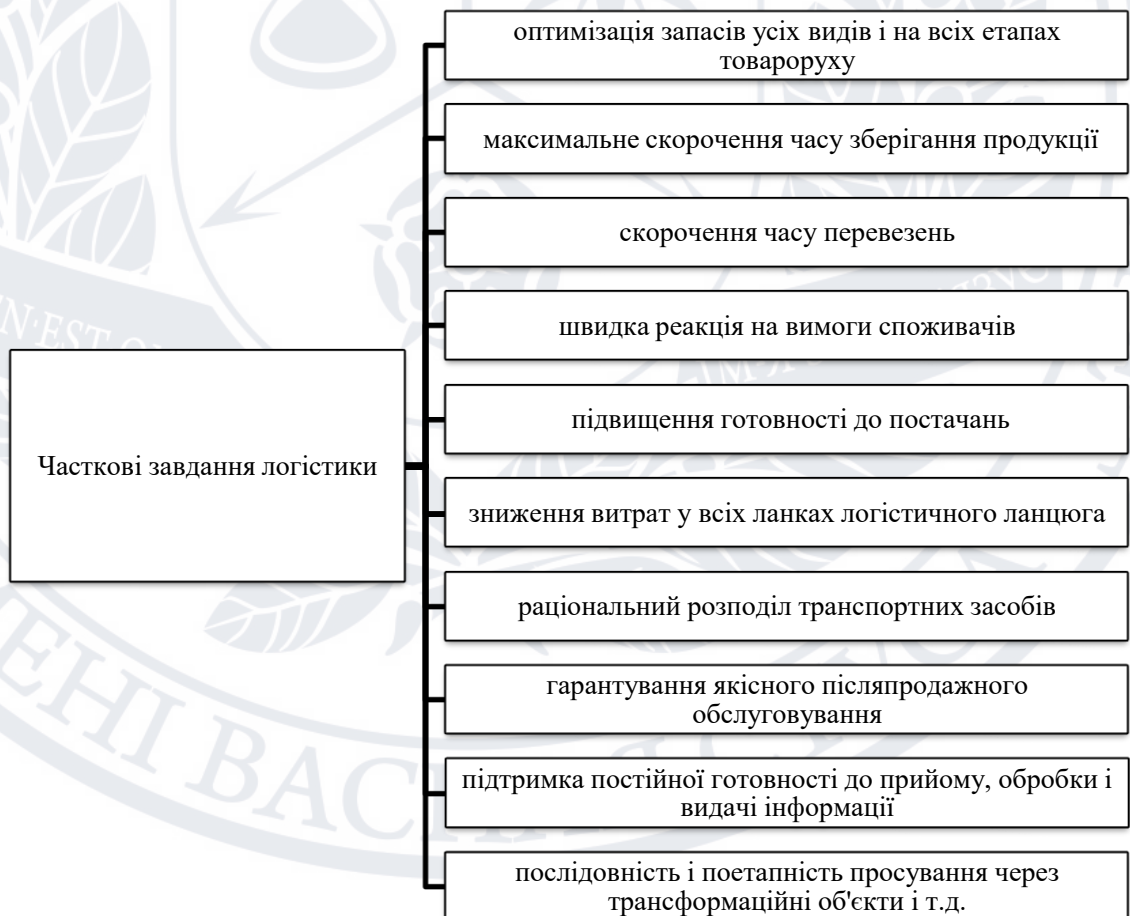 оптимізація запасів усіх видів і на всіх етапах
товароруху
максимальне скорочення часу зберігання продукції
скорочення часу перевезень
швидка реакція на вимоги споживачів
Часткові завдання логістики
підвищення готовності до постачань
зниження витрат у всіх ланках логістичного ланцюга
раціональний розподіл транспортних засобів
гарантування якісного післяпродажного
обслуговування
підтримка постійної готовності до прийому, обробки і
видачі інформації
послідовність і поетапність просування через
трансформаційні об'єкти і т.д.